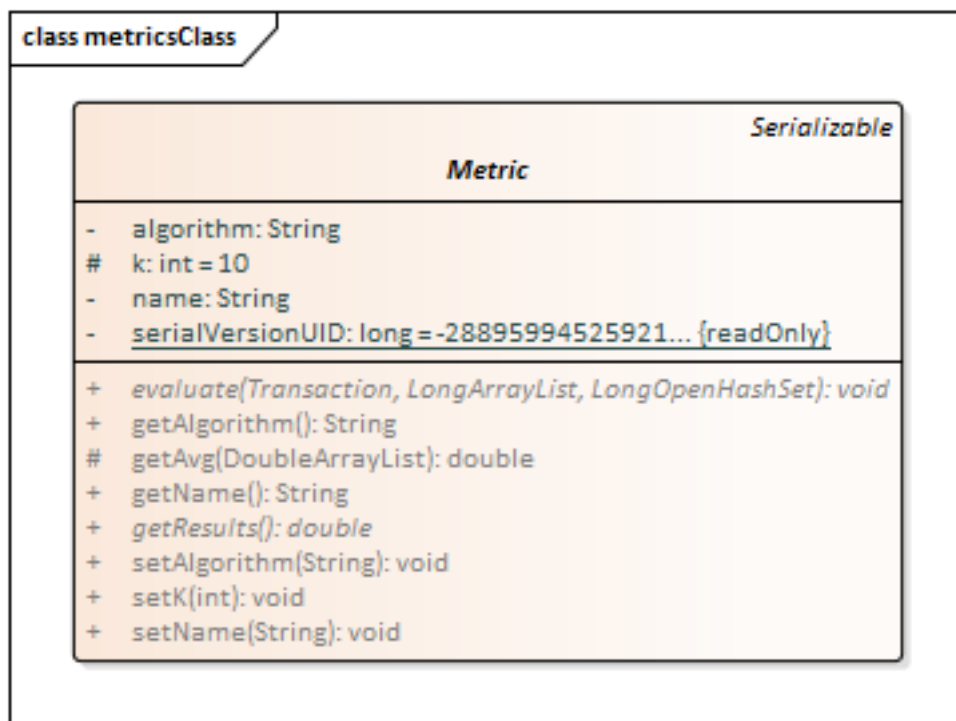 class metricsClass
Serializable
Metric
- algorithm: String
# k: int = 10
- name: String
- serialVersionUID: long = -28895994525921... {readOnly}
+ evaluate(Transaction, LongArrayList, LongOpenHashSet): void
+ getAlgorithm(): String
# getAvg(DoubleArrayList): double
+ getName(): String
+ getResults(): double
+ setAlgorithm(String): void
+ setK(int): void
+ setName(String): void